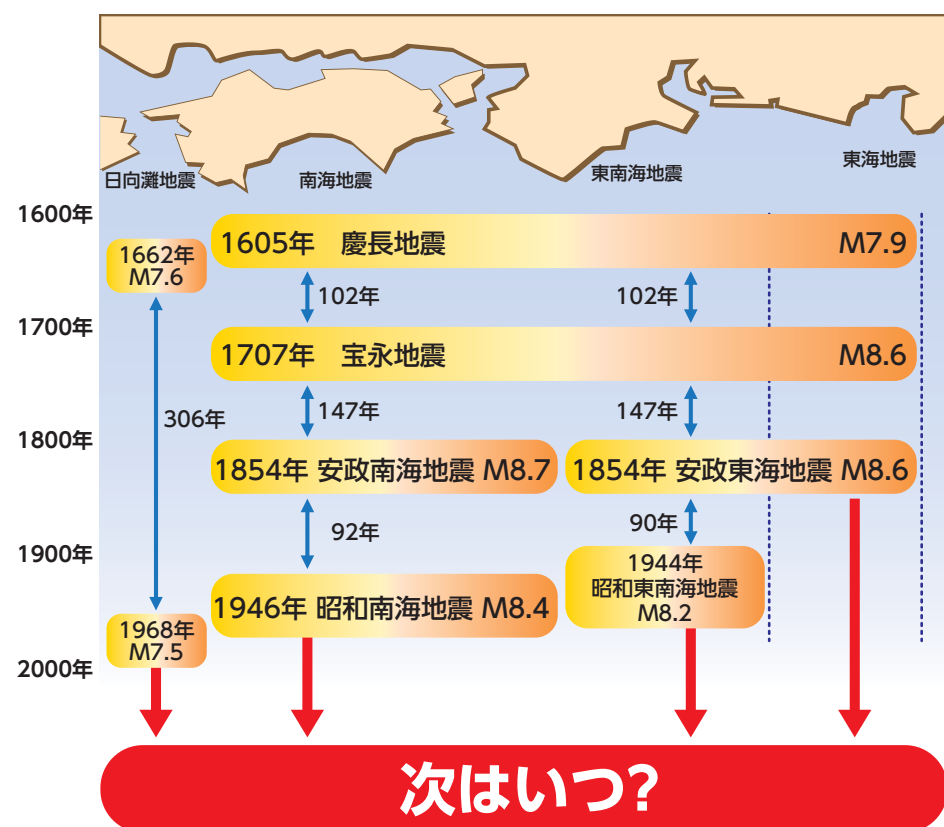 日向灘地震
南海地震
東南海地震
東海地震
1600年
1605年 慶長地震 M7.9
1662年
M7.6
102年
102年
1700年
1707年 宝永地震 M8.6
306年
147年
147年
1800年
1854年 安政南海地震 M8.7
1854年 安政東海地震 M8.6
92年
90年
1900年
1944年
昭和東南海地震
M8.2
1946年 昭和南海地震 M8.4
1968年
M7.5
2000年
次はいつ?